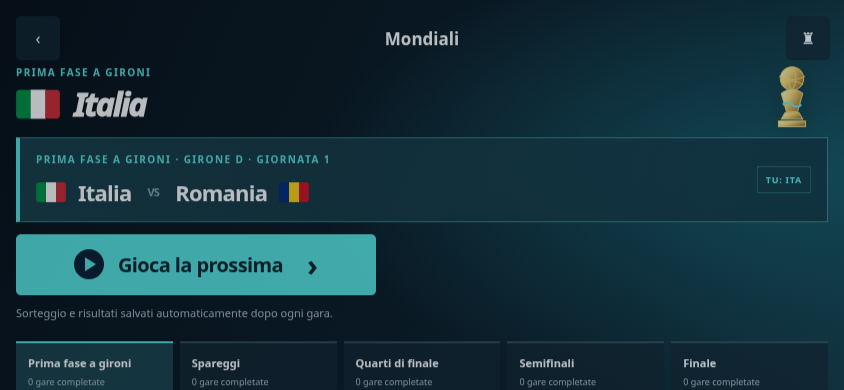 Mondiali
PRIMA FASE A GIRONI
Italia
PRIMA FASE A GIRONI · GIRONE D · GIORNATA 1
Italia VS Romania
TU: ITA
Gioca la prossima
Sorteggio e risultati salvati automaticamente dopo ogni gara.
Prima fase a gironi
0 gare completate
Spareggi
0 gare completate
Quarti di finale
0 gare completate
Semifinali
0 gare completate
Finale
0 gare completate